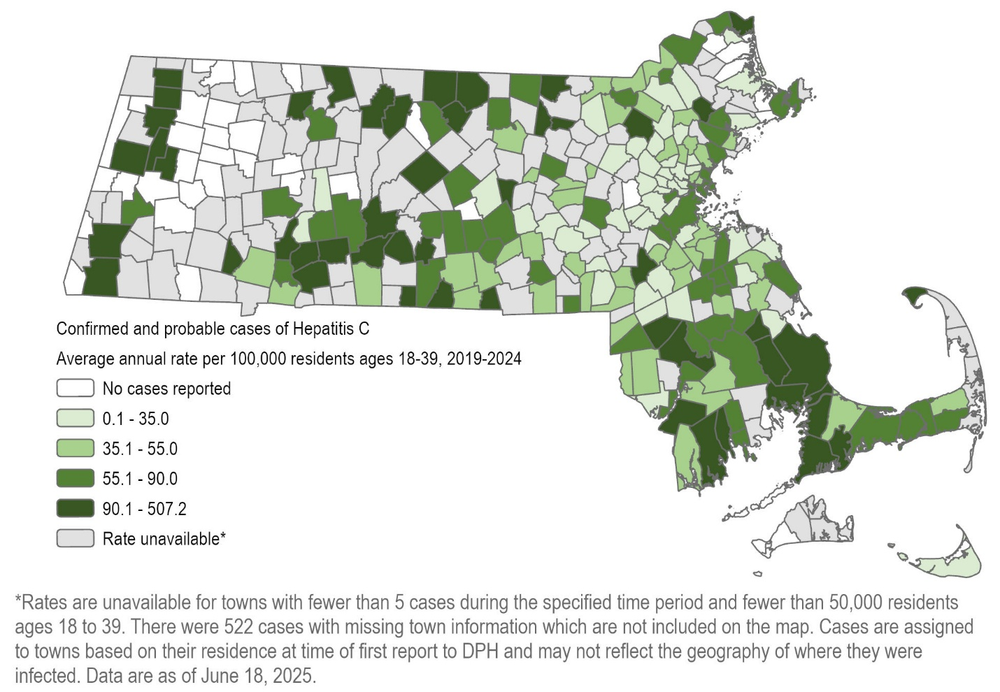 Confirmed and probable cases of Hepatitis C
Average annual rate per 100,000 residents ages 18-39, 2019-2024
No cases reported
0.1 - 35.0
35.1 - 55.0
55.1 - 90.0
90.1 - 507.2
Rate unavailable*
*Rates are unavailable for towns with fewer than 5 cases during the specified time period and fewer than 50,000 residents
ages 18 to 39. There were 522 cases with missing town information which are not included on the map. Cases are assigned
to towns based on their residence at time of first report to DPH and may not reflect the geography of where they were
infected. Data are as of June 18, 2025.